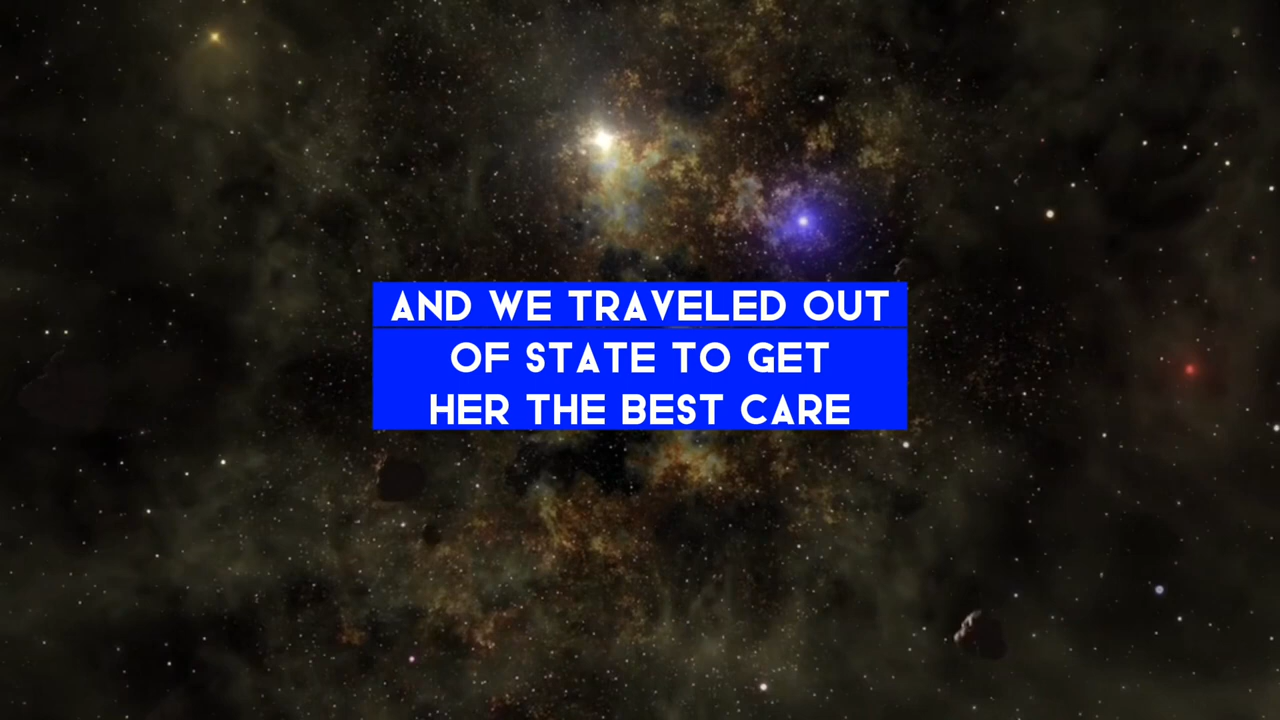 AND WE TRAVELED OUT
OF STATE TO GET
HER THE BEST CARE